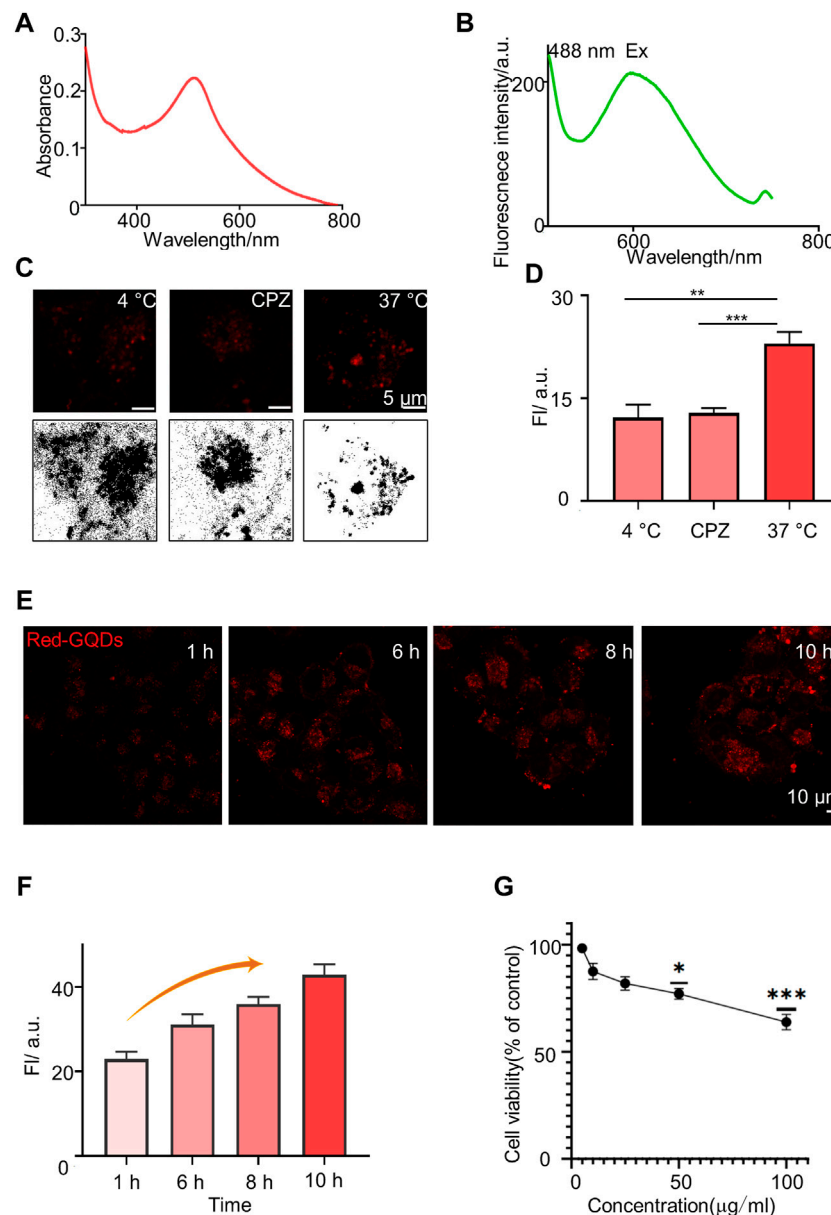 A
0.3
0.2
0.1
0
Absorbance
400
600
800
Wavelength/nm
B
488 nm Ex
200
0
Fluorescnece intensity/a.u.
600
800
Wavelength/nm
C
4 °C
CPZ
37 °C
5 µm
D
**
***
30
15
0
FI/ a.u.
4 °C
CPZ
37 °C
E
Red-GQDs
1 h
6 h
8 h
10 h
10 µm
F
40
20
0
FI/ a.u.
1 h
6 h
8 h
10 h
Time
G
100
50
0
Cell viability(% of control)
*
***
0
50
100
Concentration(µg/ml)